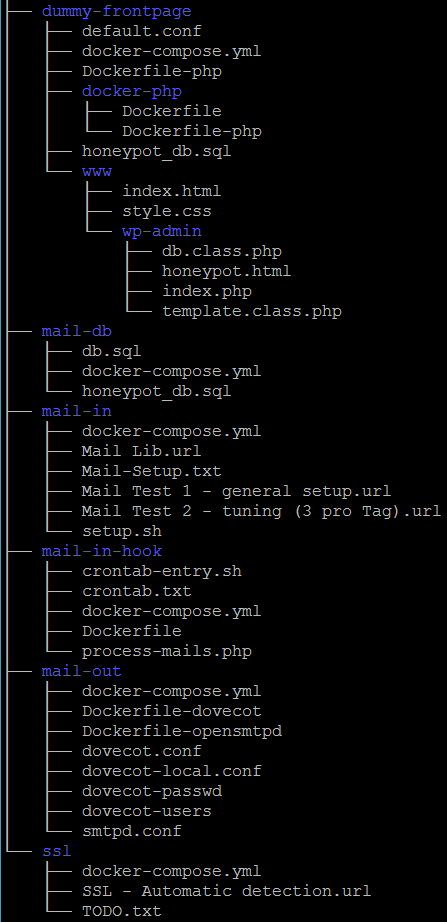 dummy-frontpage
default.conf
docker-compose.yml
Dockerfile-php
docker-php
Dockerfile
Dockerfile-php
honeypot_db.sql
www
index.html
style.css
wp-admin
db.class.php
honeypot.html
index.php
template.class.php
mail-db
db.sql
docker-compose.yml
honeypot_db.sql
mail-in
docker-compose.yml
Mail Lib.url
Mail-Setup.txt
Mail Test 1 - general setup.url
Mail Test 2 - tuning (3 pro Tag).url
setup.sh
mail-in-hook
crontab-entry.sh
crontab.txt
docker-compose.yml
Dockerfile
process-mails.php
mail-out
docker-compose.yml
Dockerfile-dovecot
Dockerfile-opensmtpd
dovecot.conf
dovecot-local.conf
dovecot-passwd
dovecot-users
smtpd.conf
ssl
docker-compose.yml
SSL - Automatic detection.url
TODO.txt